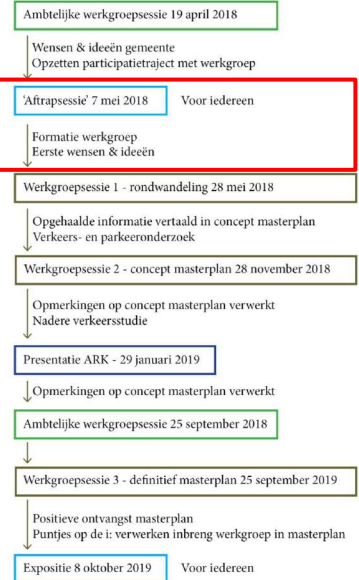 Ambtelijke werkgroepsessie 19 april 2018
Wensen & ideeën gemeente
Opzetten participatietraject met werkgroep
'Aftrapsessie' 7 mei 2018 Voor iedereen
Formatie werkgroep
Eerste wensen & ideeën
Werkgroepsessie 1 - rondwandeling 28 mei 2018
Opgehaalde informatie vertaald in concept masterplan
Verkeers- en parkeeronderzoek
Werkgroepsessie 2 - concept masterplan 28 november 2018
Opmerkingen op concept masterplan verwerkt
Nadere verkeersstudie
Presentatie ARK - 29 januari 2019
Opmerkingen op concept masterplan verwerkt
Ambtelijke werkgroepsessie 25 september 2018
Werkgroepsessie 3 - definitief masterplan 25 september 2019
Positieve ontvangst masterplan
Puntjes op de i: verwerken inbreng werkgroep in masterplan
Expositie 8 oktober 2019 Voor iedereen